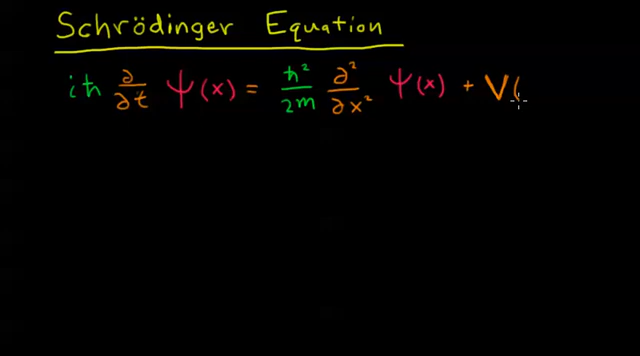 Schrödinger Equation
iħ ∂/∂t Ψ(x) = ħ²/2m ∂²/∂x² Ψ(x) + V(